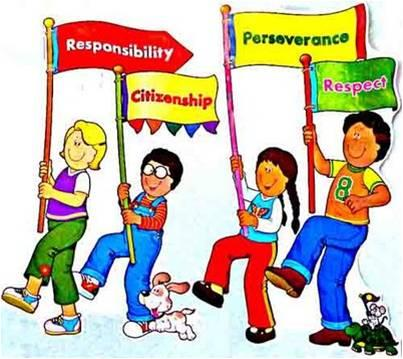 Responsibility
Citizenship
Perseverance
Respect
8